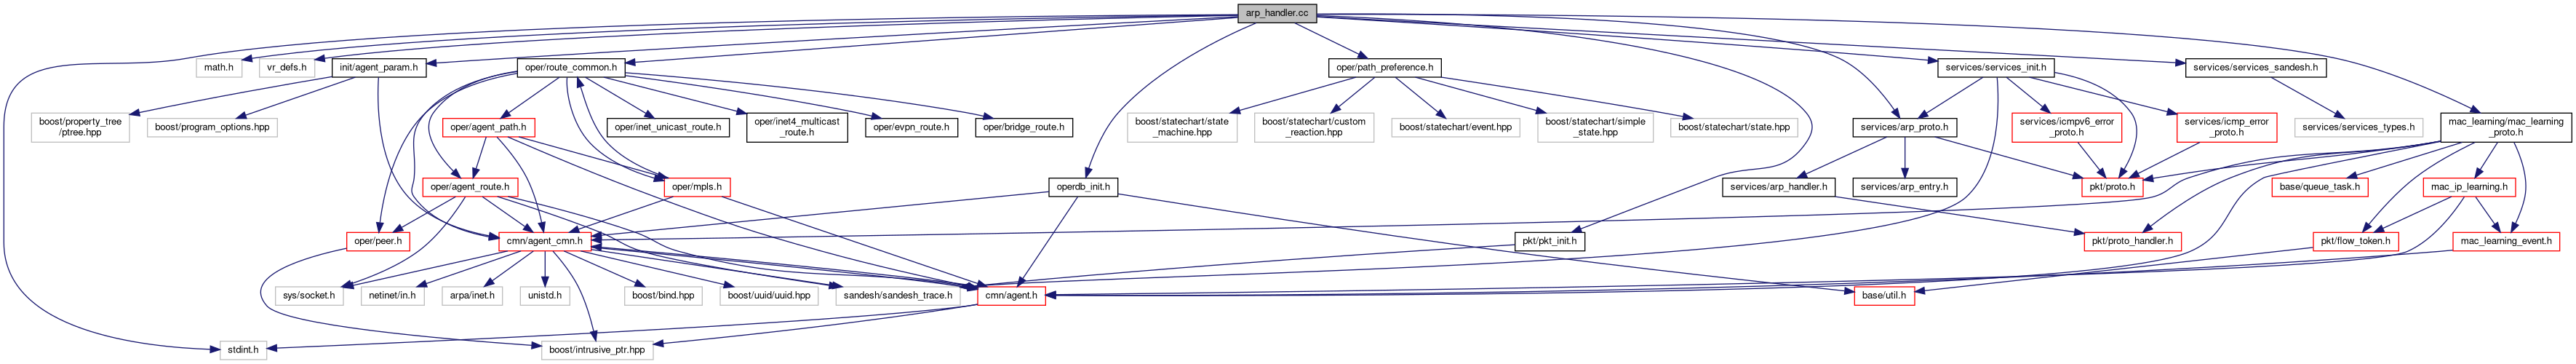 arp_handler.cc
math.h
vr_defs.h
init/agent_param.h
oper/route_common.h
oper/path_preference.h
services/services_init.h
services/services_sandesh.h
boost/property_tree
/ptree.hpp
boost/program_options.hpp
oper/agent_path.h
oper/inet_unicast_route.h
oper/inet4_multicast
_route.h
oper/evpn_route.h
oper/bridge_route.h
boost/statechart/state
_machine.hpp
boost/statechart/custom
_reaction.hpp
boost/statechart/event.hpp
boost/statechart/simple
_state.hpp
boost/statechart/state.hpp
services/arp_proto.h
services/icmpv6_error
_proto.h
services/icmp_error
_proto.h
services/services_types.h
mac_learning/mac_learning
_proto.h
oper/agent_route.h
oper/mpls.h
operdb_init.h
services/arp_handler.h
services/arp_entry.h
pkt/proto.h
base/queue_task.h
mac_ip_learning.h
oper/peer.h
cmn/agent_cmn.h
pkt/pkt_init.h
pkt/proto_handler.h
pkt/flow_token.h
mac_learning_event.h
sys/socket.h
netinet/in.h
arpa/inet.h
unistd.h
boost/bind.hpp
boost/uuid/uuid.hpp
sandesh/sandesh_trace.h
cmn/agent.h
base/util.h
stdint.h
boost/intrusive_ptr.hpp